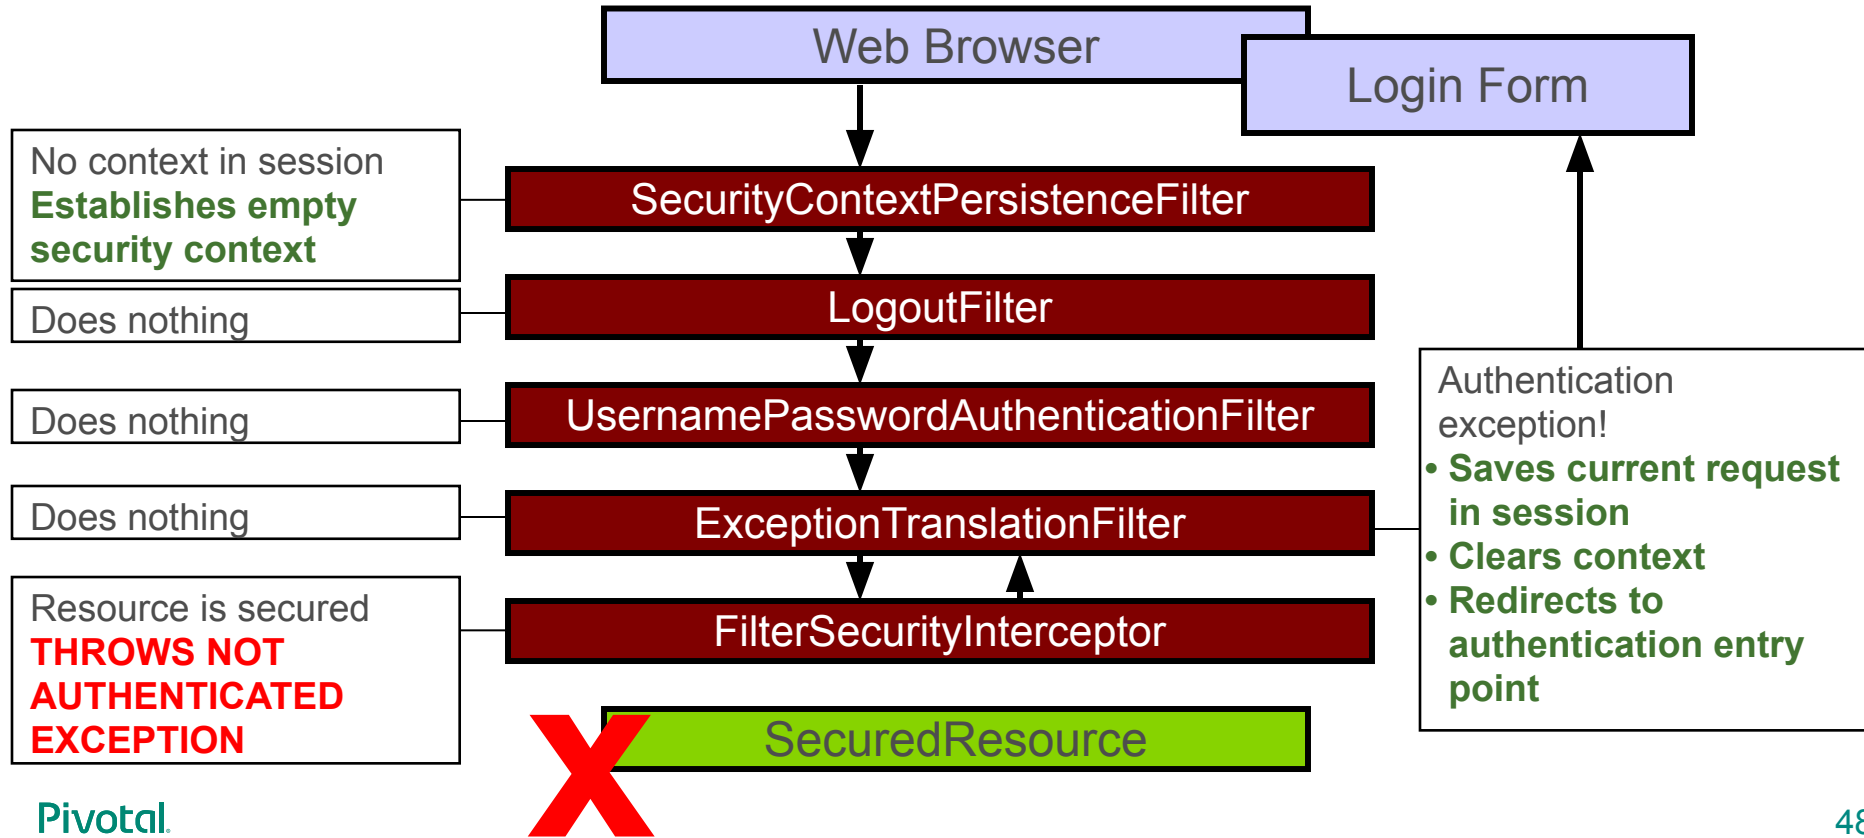 Web Browser
Login Form
No context in session
Establishes empty
security context
SecurityContextPersistenceFilter
Does nothing
LogoutFilter
Does nothing
UsernamePasswordAuthenticationFilter
Does nothing
ExceptionTranslationFilter
Authentication
exception!
• Saves current request
in session
• Clears context
• Redirects to
authentication entry
point
Resource is secured
THROWS NOT
AUTHENTICATED
EXCEPTION
FilterSecurityInterceptor
X
SecuredResource
Pivotal.
48